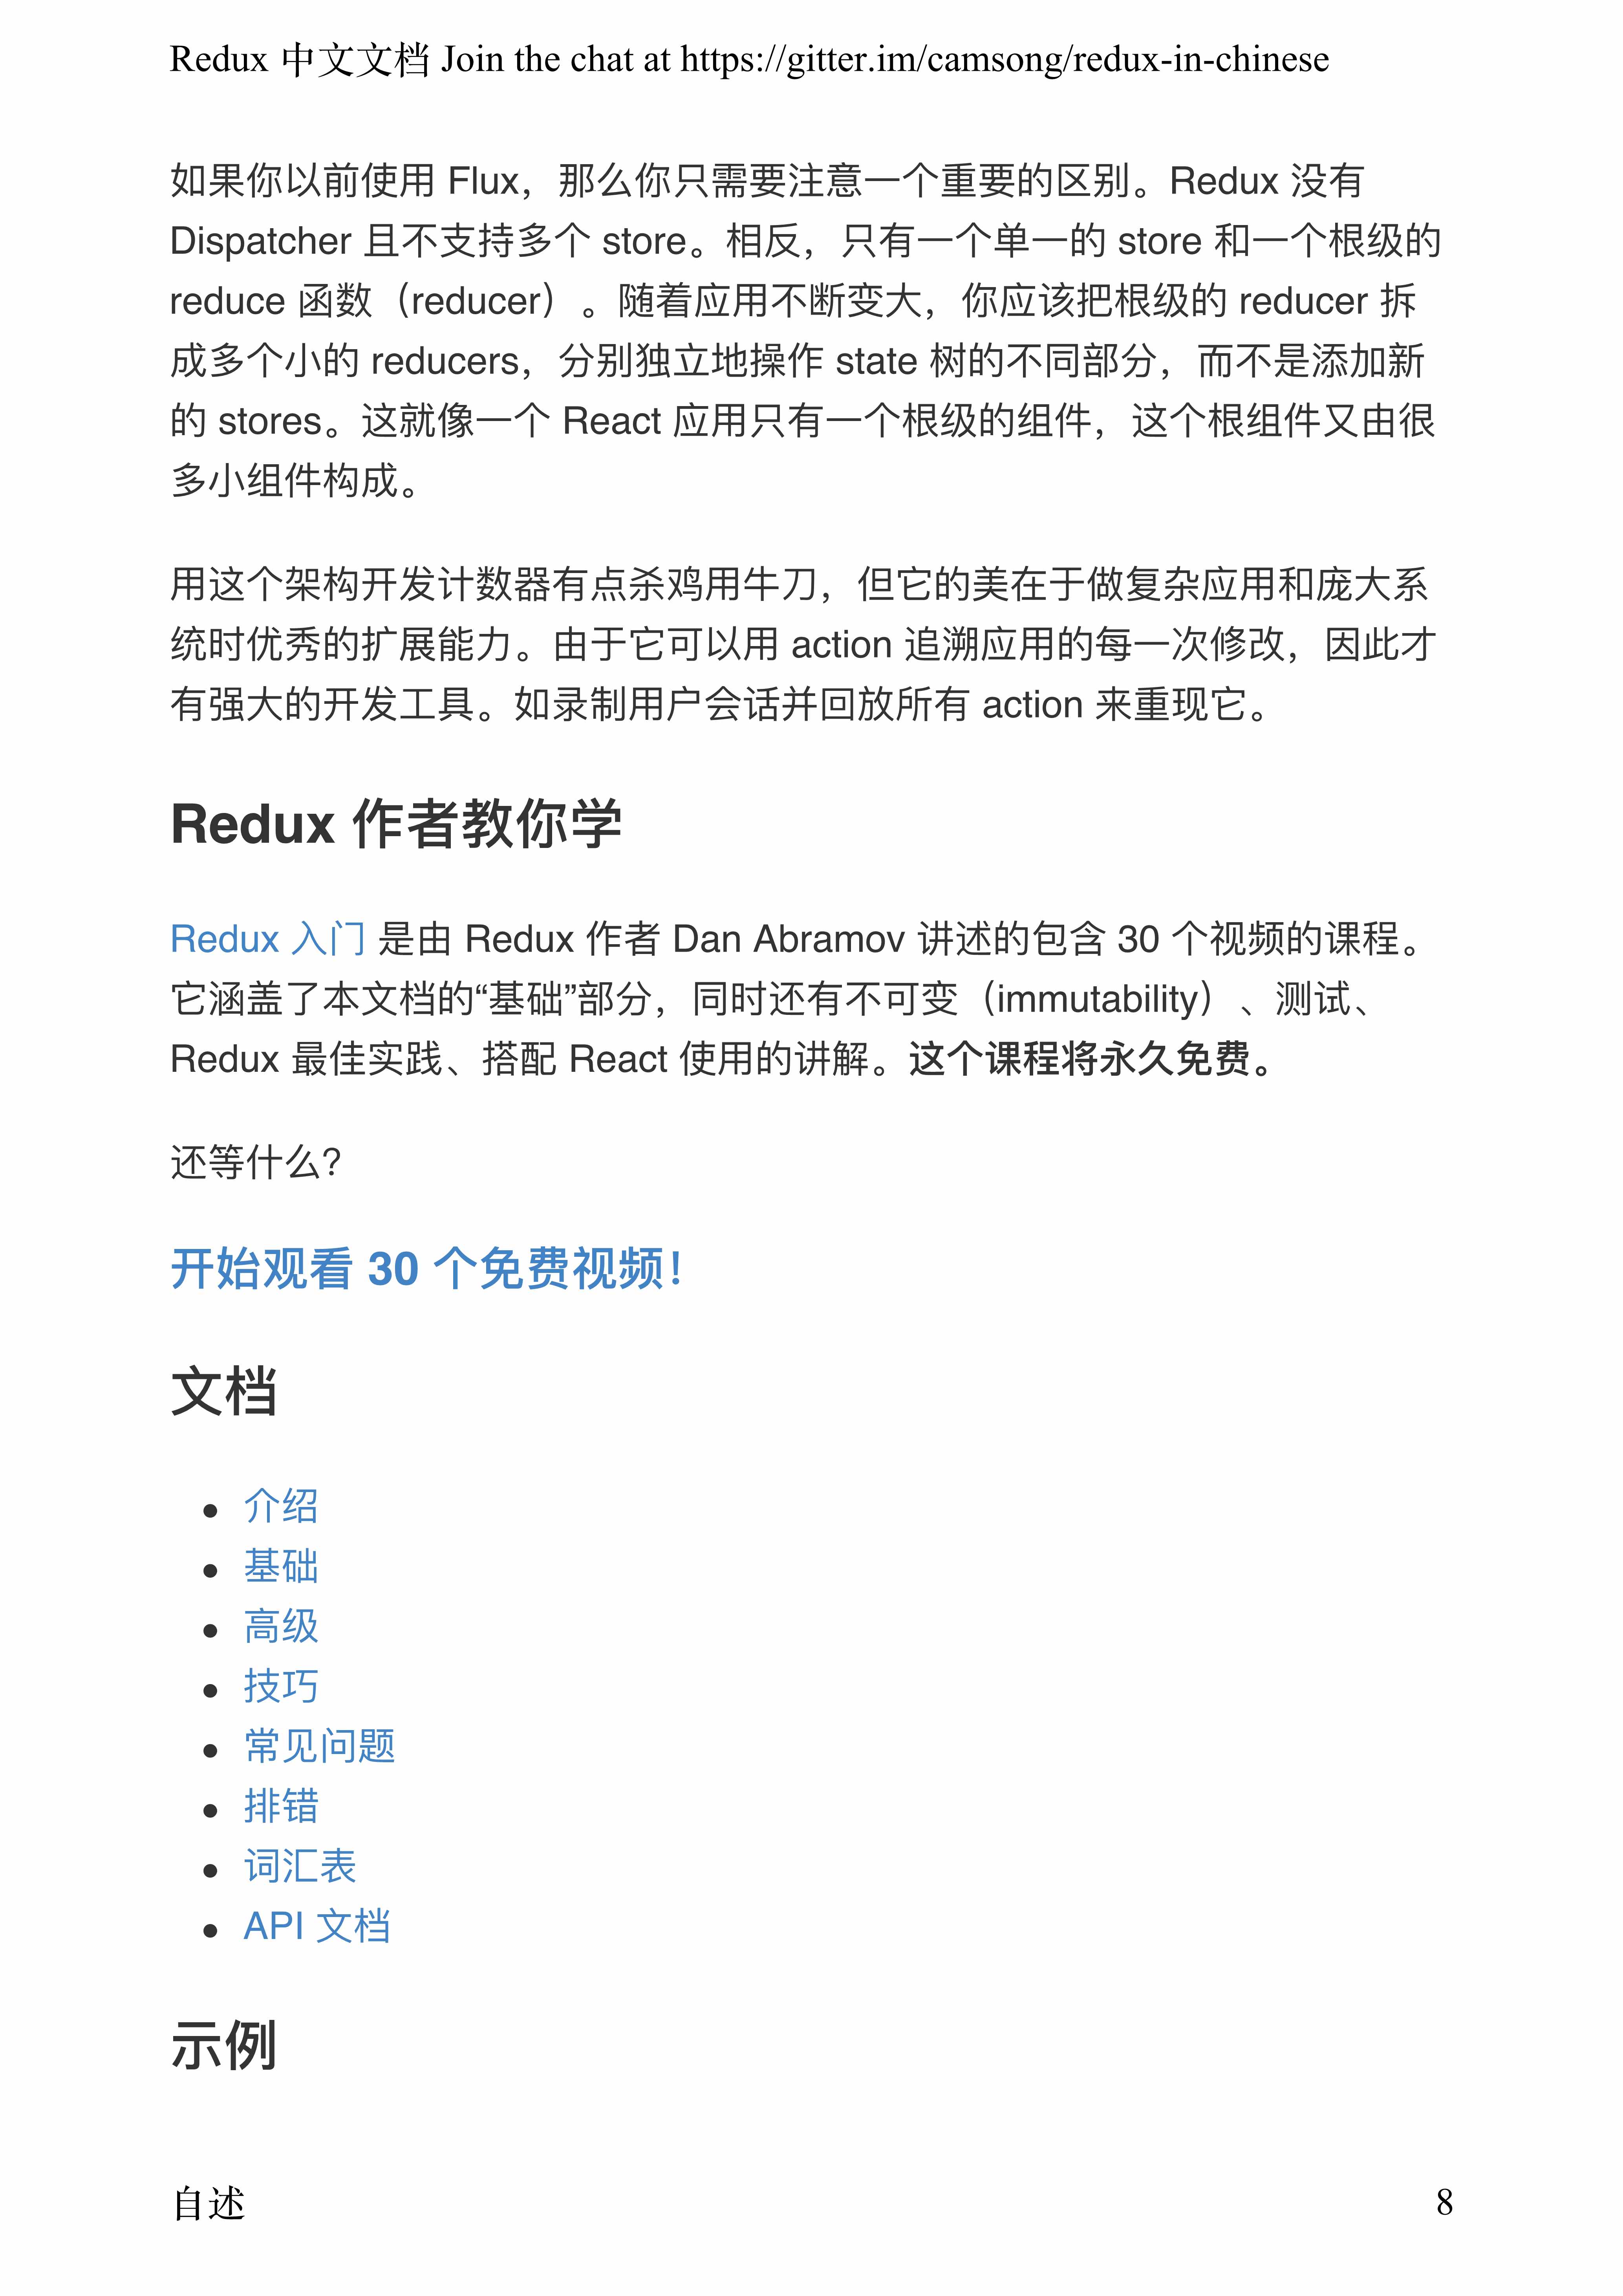 Redux 中文文档 Join the chat at https://gitter.im/camsong/redux-in-chinese
如果你以前使用 Flux，那么你只需要注意一个重要的区别。Redux 没有
Dispatcher 且不支持多个 store。相反，只有一个单一的 store 和一个根级的
reduce 函数（reducer）。随着应用不断变大，你应该把根级的 reducer 拆
成多个小的 reducers，分别独立地操作 state 树的不同部分，而不是添加新
的 stores。这就像一个 React 应用只有一个根级的组件，这个根组件又由很
多小组件构成。
用这个架构开发计数器有点杀鸡用牛刀，但它的美在于做复杂应用和庞大系
统时优秀的扩展能力。由于它可以用 action 追溯应用的每一次修改，因此才
有强大的开发工具。如录制用户会话并回放所有 action 来重现它。
Redux 作者教你学
Redux 入门 是由 Redux 作者 Dan Abramov 讲述的包含 30 个视频的课程。
它涵盖了本文档的“基础”部分，同时还有不可变（immutability）、测试、
Redux 最佳实践、搭配 React 使用的讲解。这个课程将永久免费。
还等什么？
开始观看 30 个免费视频！
文档
• 介绍
• 基础
• 高级
• 技巧
• 常见问题
• 排错
• 词汇表
• API 文档
示例
自述 8